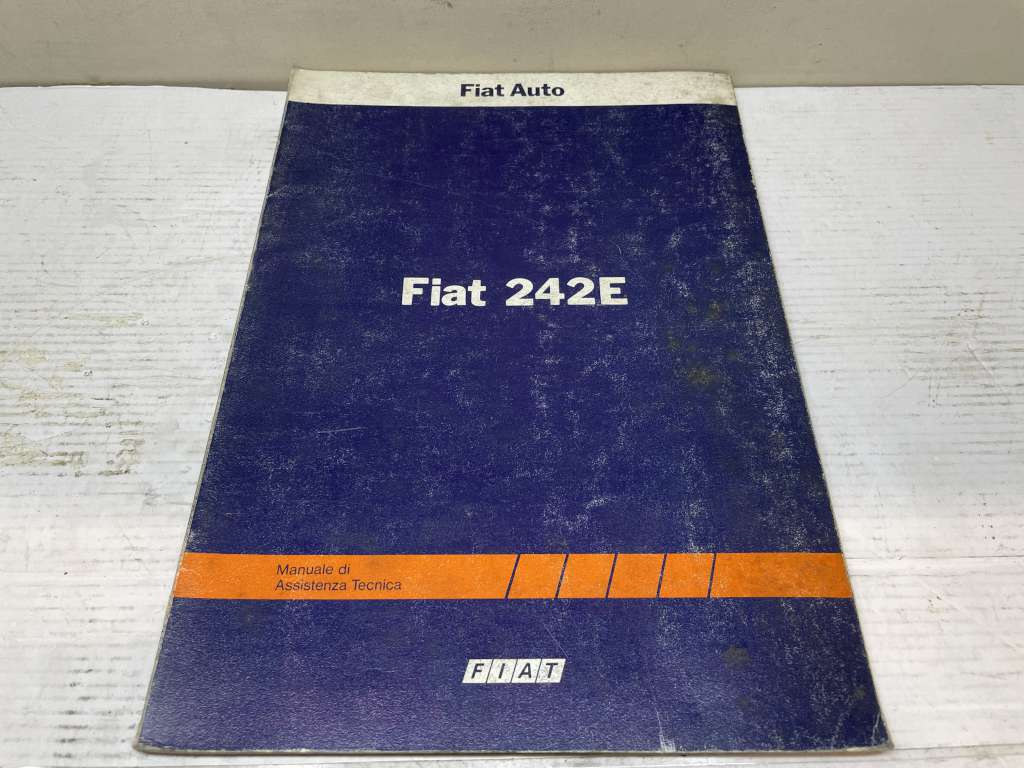 Fiat Auto
Fiat 242E
Manuale di
Assistenza Tecnica
FIAT